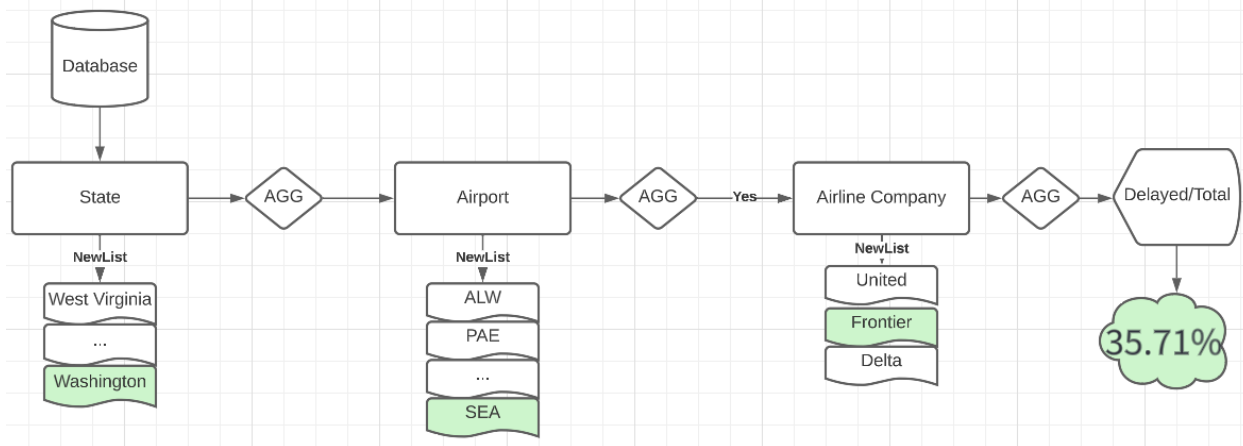 Database
State
AGG
Airport
AGG
Yes
Airline Company
AGG
Delayed/Total
NewList
West Virginia
...
Washington
NewList
ALW
PAE
...
SEA
NewList
United
Frontier
Delta
35.71%